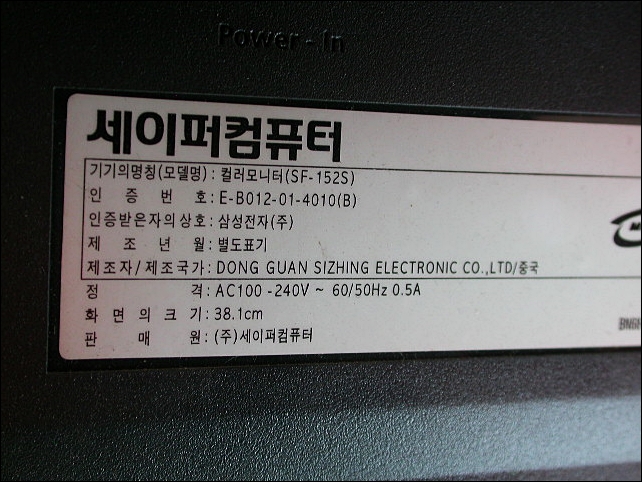 Power - In
세이퍼컴퓨터
기기의명칭(모델명) : 컬러모니터(SF-152S)
인 증 번 호 : E-B012-01-4010(B)
인증받은자의상호 : 삼성전자(주)
제 조 년 월 : 별도표기
제조자/제조국가 : DONG GUAN SIZHING ELECTRONIC CO.,LTD/중국
정 격 : AC100 -240V ~ 60/50Hz 0.5A
화 면 의 크 기 : 38.1cm
판 매 원 : (주)세이퍼컴퓨터